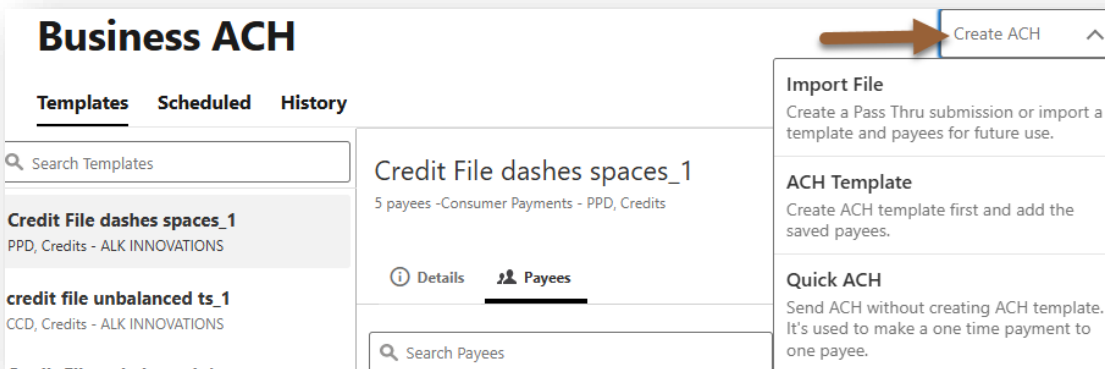 Business ACH
Create ACH
Templates Scheduled History
Search Templates
Credit File dashes spaces_1
PPD, Credits - ALK INNOVATIONS
credit file unbalanced ts_1
CCD, Credits - ALK INNOVATIONS
Credit File dashes spaces_1
5 payees -Consumer Payments - PPD, Credits
Details Payees
Search Payees
Import File
Create a Pass Thru submission or import a
template and payees for future use.
ACH Template
Create ACH template first and add the
saved payees.
Quick ACH
Send ACH without creating ACH template.
It's used to make a one time payment to
one payee.